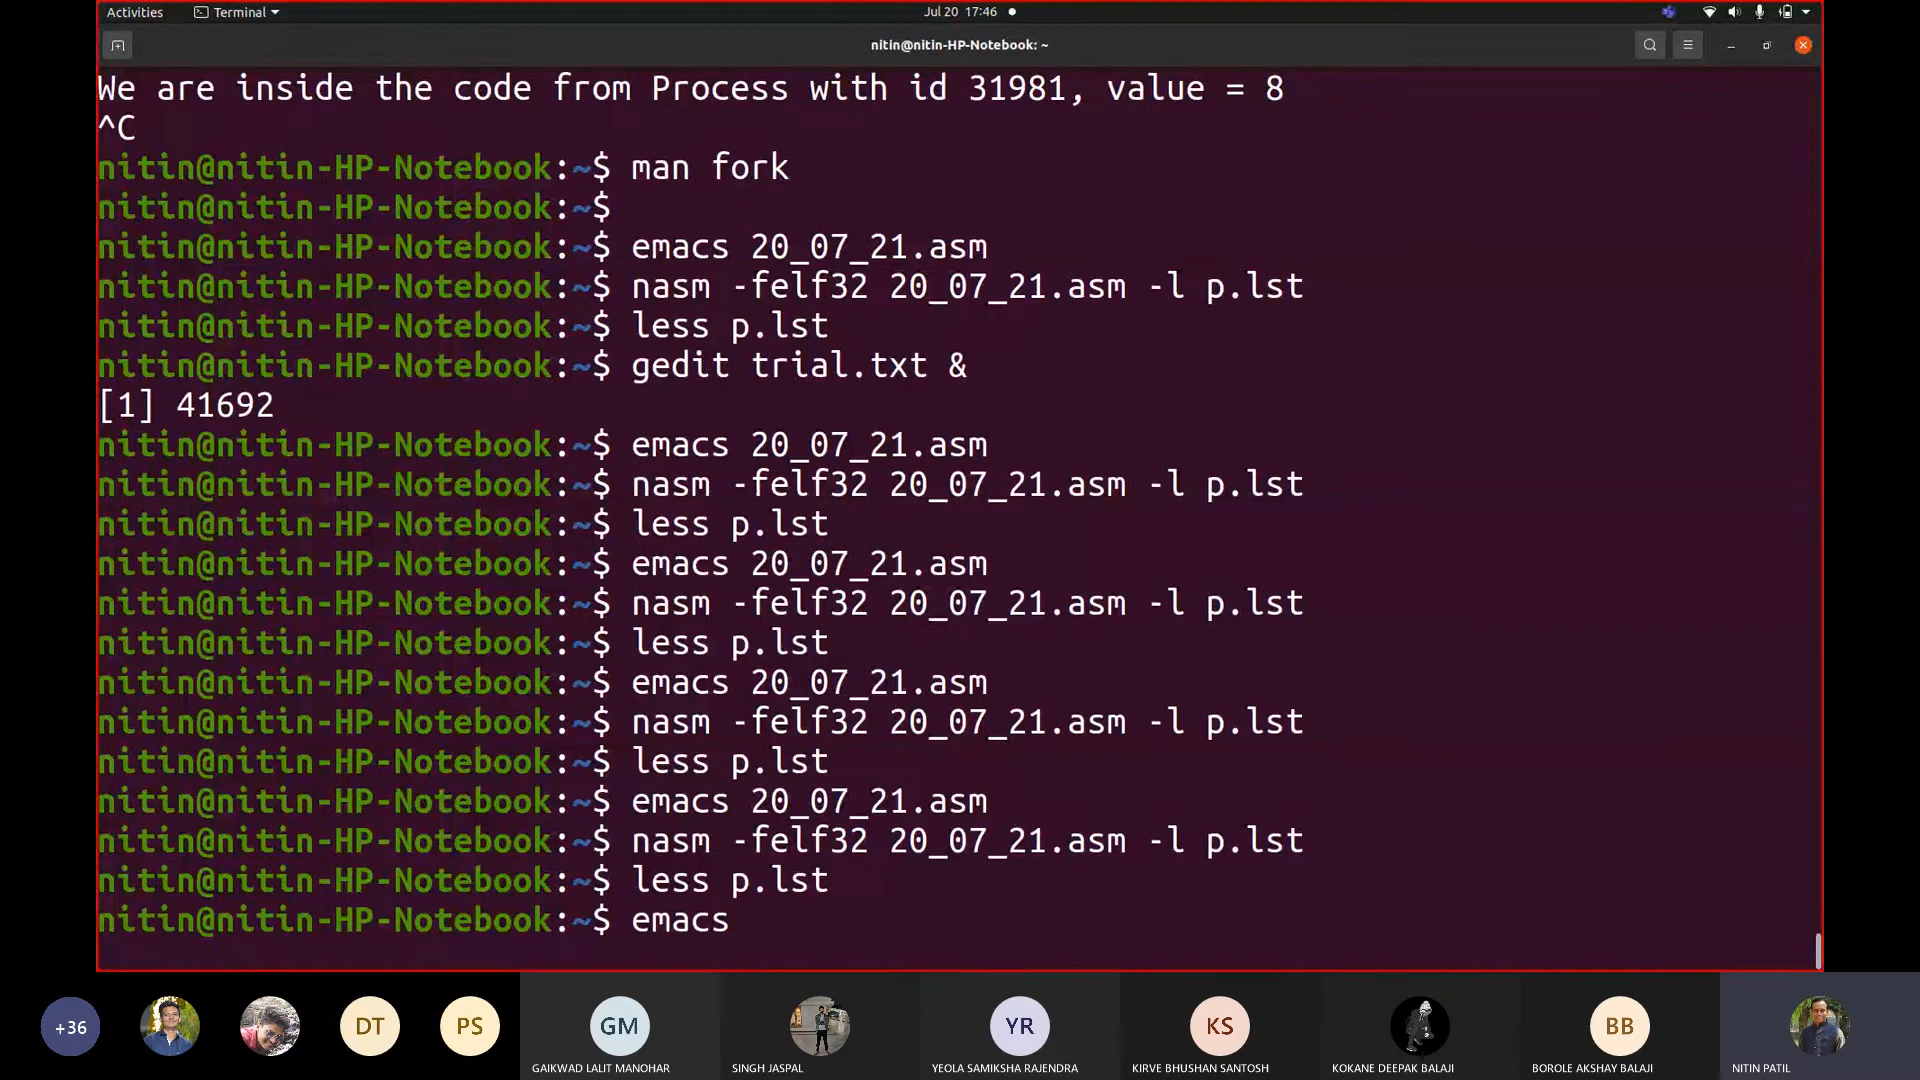 Activities Terminal Jul 20 17:46
nitin@nitin-HP-Notebook: ~
We are inside the code from Process with id 31981, value = 8
^C
nitin@nitin-HP-Notebook:~$ man fork
nitin@nitin-HP-Notebook:~$
nitin@nitin-HP-Notebook:~$ emacs 20_07_21.asm
nitin@nitin-HP-Notebook:~$ nasm -felf32 20_07_21.asm -l p.lst
nitin@nitin-HP-Notebook:~$ less p.lst
nitin@nitin-HP-Notebook:~$ gedit trial.txt &
[1] 41692
nitin@nitin-HP-Notebook:~$ emacs 20_07_21.asm
nitin@nitin-HP-Notebook:~$ nasm -felf32 20_07_21.asm -l p.lst
nitin@nitin-HP-Notebook:~$ less p.lst
nitin@nitin-HP-Notebook:~$ emacs 20_07_21.asm
nitin@nitin-HP-Notebook:~$ nasm -felf32 20_07_21.asm -l p.lst
nitin@nitin-HP-Notebook:~$ less p.lst
nitin@nitin-HP-Notebook:~$ emacs 20_07_21.asm
nitin@nitin-HP-Notebook:~$ nasm -felf32 20_07_21.asm -l p.lst
nitin@nitin-HP-Notebook:~$ less p.lst
nitin@nitin-HP-Notebook:~$ emacs 20_07_21.asm
nitin@nitin-HP-Notebook:~$ nasm -felf32 20_07_21.asm -l p.lst
nitin@nitin-HP-Notebook:~$ less p.lst
nitin@nitin-HP-Notebook:~$ emacs
+36 DT PS GM YR KS BB
GAIKWAD LALIT MANOHAR SINGH JASPAL YEOLA SAMIKSHA RAJENDRA KIRVE BHUSHAN SANTOSH KOKANE DEEPAK BALAJI BOROLE AKSHAY BALAJI NITIN PATIL